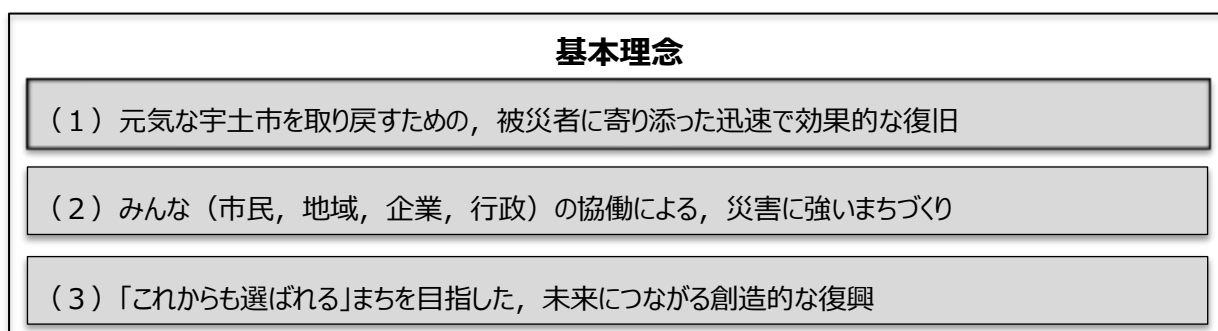 基本理念
（１）元気な宇土市を取り戻すための，被災者に寄り添った迅速で効果的な復旧
（２）みんな（市民，地域，企業，行政）の協働による，災害に強いまちづくり
（３）「これからも選ばれる」まちを目指した，未来につながる創造的な復興